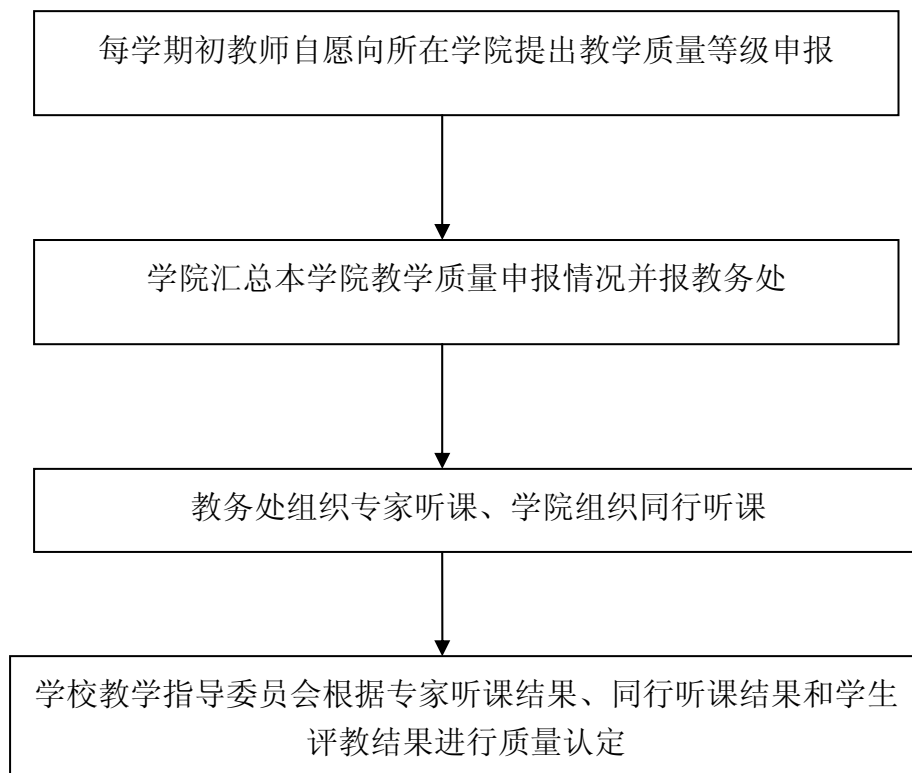 每学期初教师自愿向所在学院提出教学质量等级申报
学院汇总本学院教学质量申报情况并报教务处
教务处组织专家听课、学院组织同行听课
学校教学指导委员会根据专家听课结果、同行听课结果和学生
评教结果进行质量认定